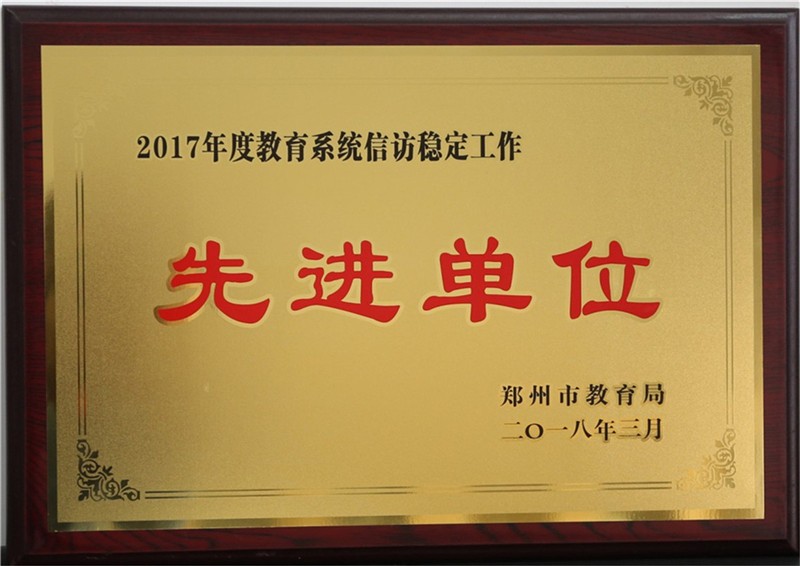 2017年度教育系统信访稳定工作
先进单位
郑州市教育局
二〇一八年三月